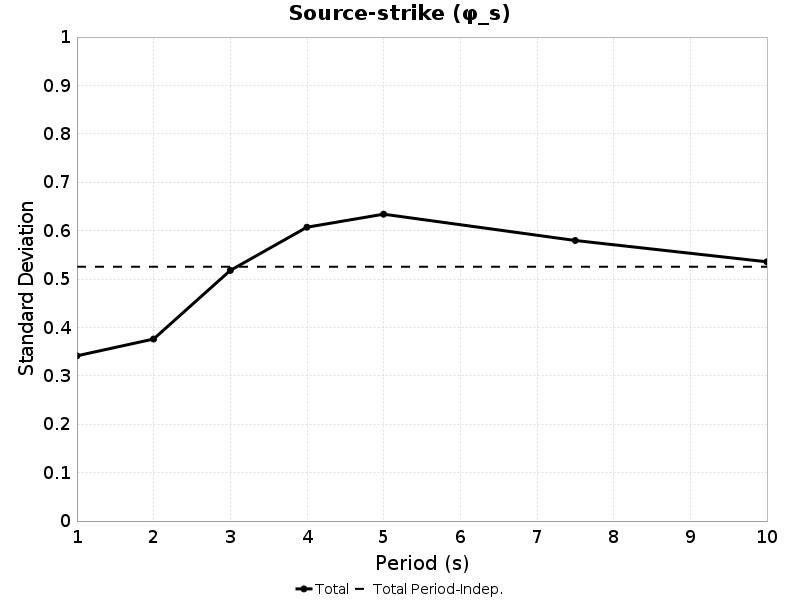 Source-strike (φ_s)
1
0.9
0.8
0.7
0.6
0.5
0.4
0.3
0.2
0.1
0
Standard Deviation
1 2 3 4 5 6 7 8 9 10
Period (s)
Total Total Period-Indep.